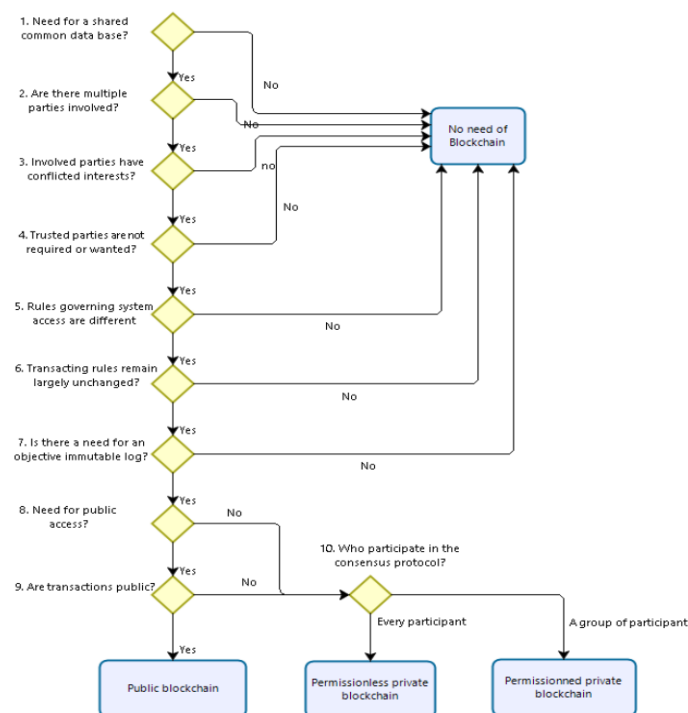 1. Need for a shared
common data base?
No
Yes
2. Are there multiple
parties involved?
No
No need of
Blockchain
Yes
3. Involved parties have
conflicted interests?
no
Yes
No
4. Trusted parties arenot
required or wanted?
Yes
5. Rules governing system
access are different
No
Yes
6. Transacting rules remain
largely unchanged?
No
Yes
7. Is there a need for an
objective immutable log?
No
Yes
8. Need for public
access?
No
10. Who participate in the
consensus protocol?
Yes
9. Are transactions public?
No
Every participant
A group of participant
Yes
Public blockchain
Permissionless private
blockchain
Permissionned private
blockchain